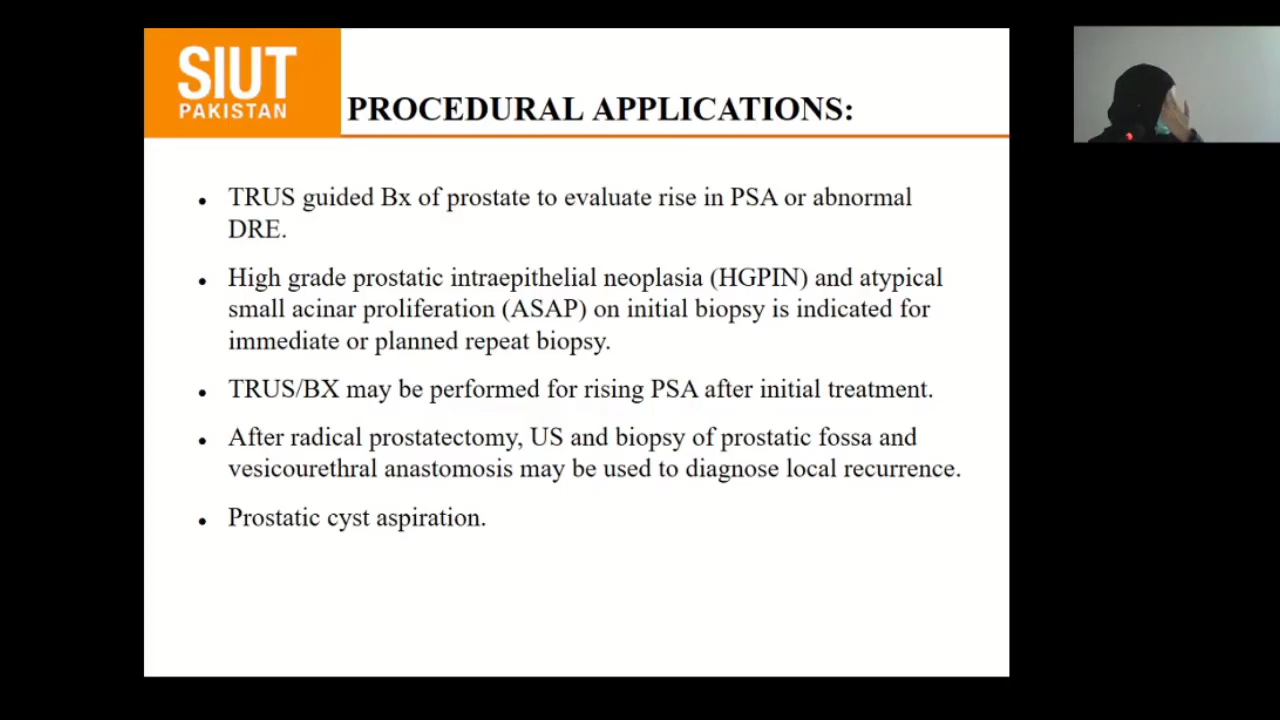 SIUT
PAKISTAN
PROCEDURAL APPLICATIONS:
• TRUS guided Bx of prostate to evaluate rise in PSA or abnormal
DRE.
• High grade prostatic intraepithelial neoplasia (HGPIN) and atypical
small acinar proliferation (ASAP) on initial biopsy is indicated for
immediate or planned repeat biopsy.
• TRUS/BX may be performed for rising PSA after initial treatment.
• After radical prostatectomy, US and biopsy of prostatic fossa and
vesicourethral anastomosis may be used to diagnose local recurrence.
• Prostatic cyst aspiration.